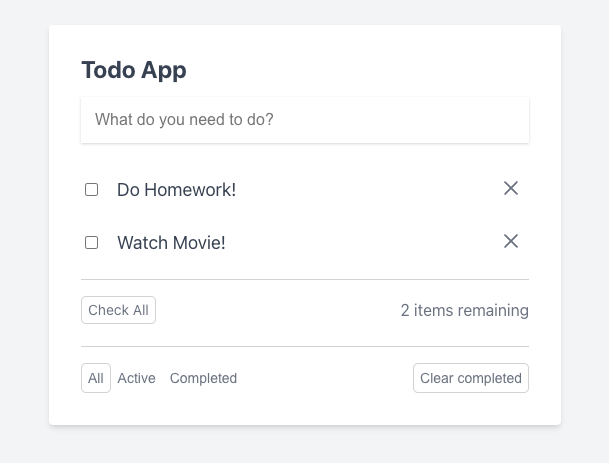 Todo App
What do you need to do?
Do Homework!
Watch Movie!
Check All 2 items remaining
All Active Completed Clear completed